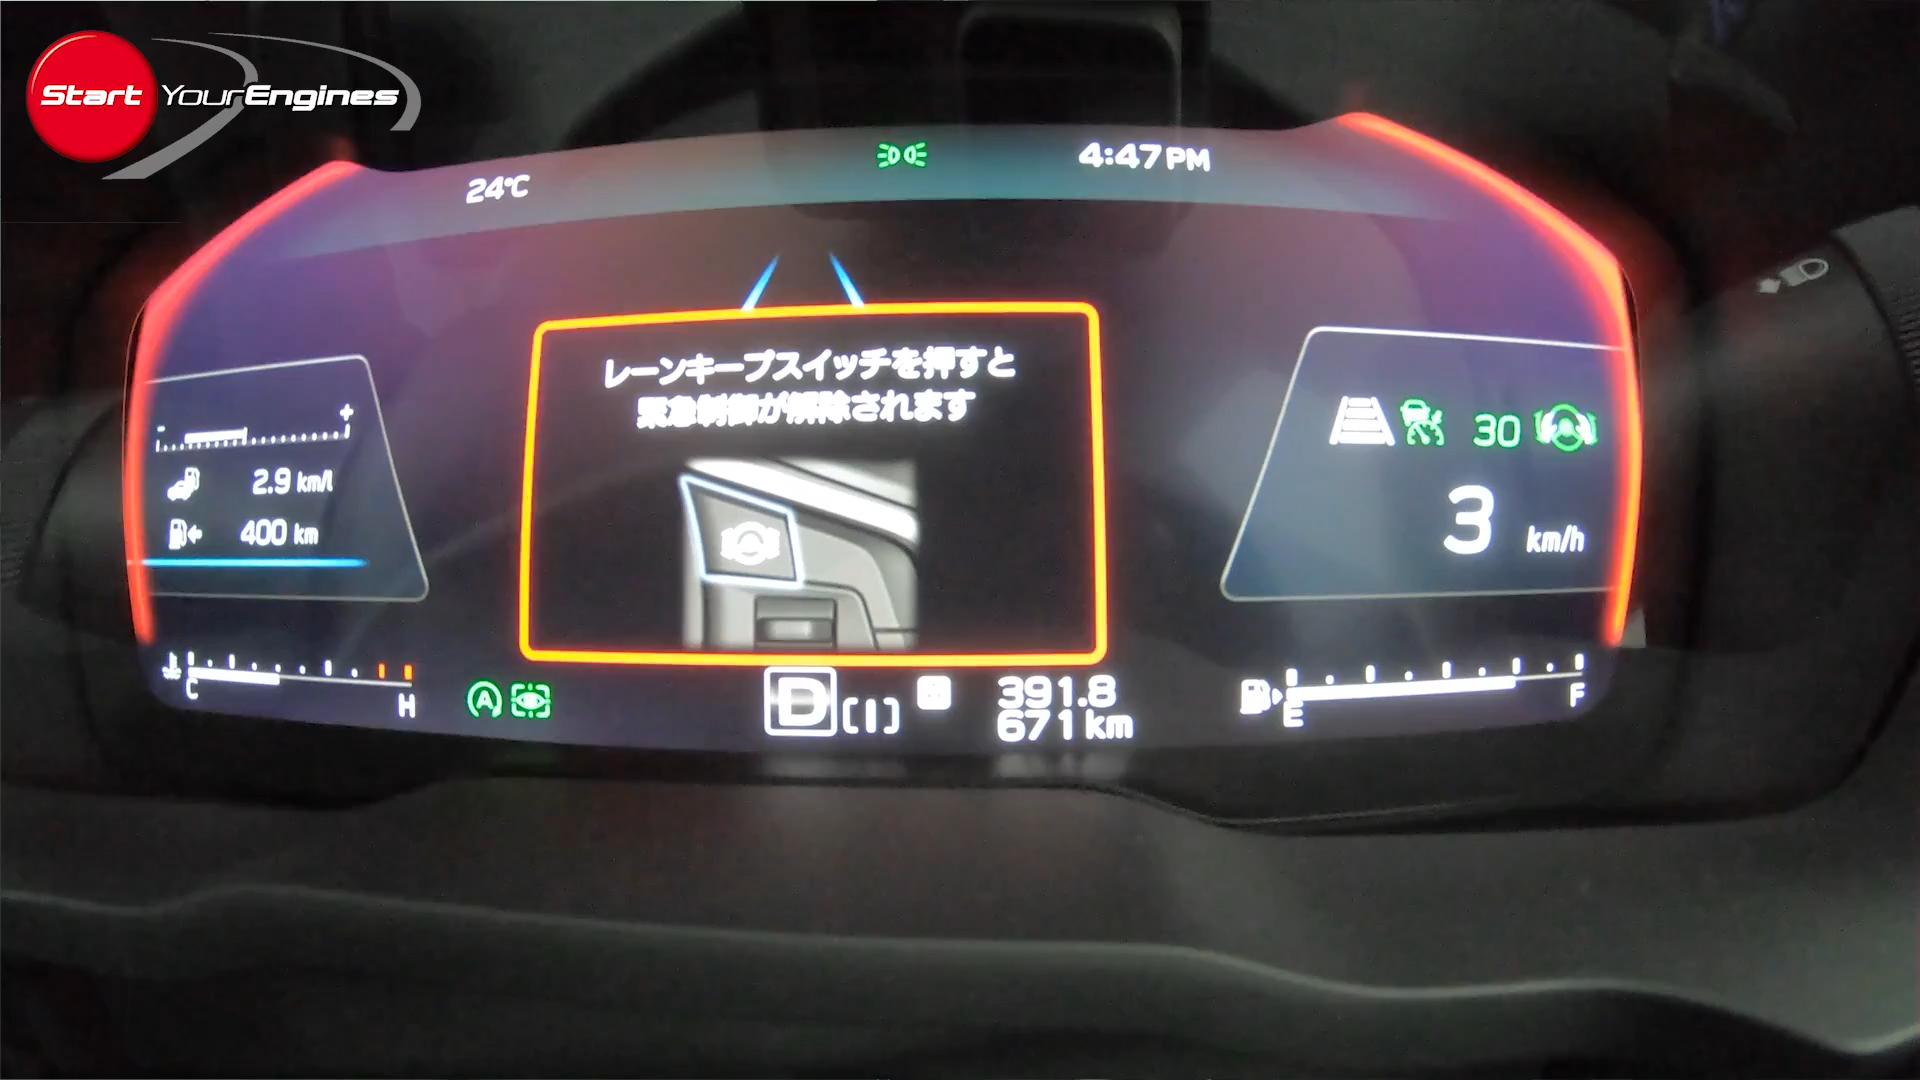 Start YourEngines
24℃
4:47PM
レーンキープスイッチを押すと
緊急制御が解除されます
- +
2.9 km/l
400 km
30
3 km/h
C H
A
D [1]
391.8
671 km
E F